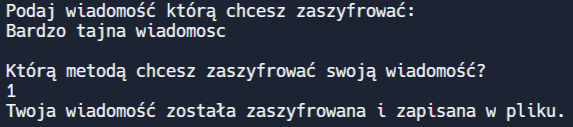 Podaj wiadomość którą chcesz zaszyfrować:
Bardzo tajna wiadomosc
Którą metodą chcesz zaszyfrować swoją wiadomość?
1
Twoja wiadomość została zaszyfrowana i zapisana w pliku.